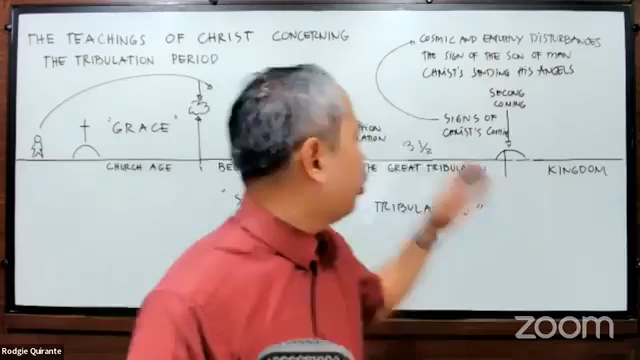 THE TEACHINGS OF CHRIST CONCERNING
THE TRIBULATION PERIOD
COSMIC AND EARTHLY DISTURBANCES
THE SIGN OF THE SON OF MAN
CHRIST'S SENDING HIS ANGELS
SECOND
COMING
SIGNS OF
CHRIST'S COMING
"GRACE"
3 1/2
CHURCH AGE
THE GREAT TRIBULATION
KINGDOM
Rodgie Quirante
zoom